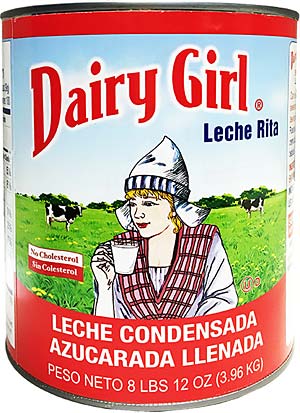 Dairy Girl ®
Leche Rita
No Cholesterol
Sin Colesterol
LECHE CONDENSADA
AZUCARADA LLENADA
PESO NETO 8 LBS 12 OZ (3.96 KG)